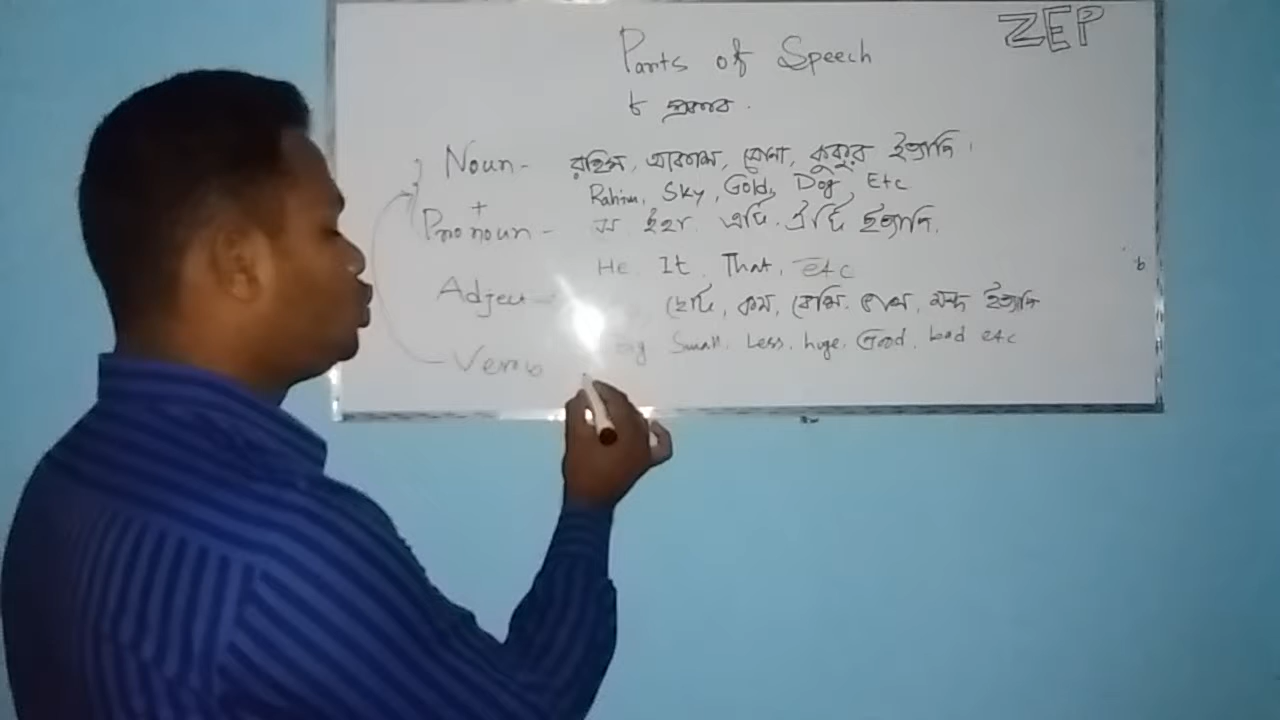 ZEP
Parts of Speech
৮ প্রকার.
Noun - রহিম, আকাশ, সোনা, কুকুর ইত্যাদি।
Rahim, Sky, Gold, Dog, Etc
+
Pronoun - সে ইহা এটি. ঐটি ইত্যাদি.
He It, That, etc
Adjec - ছোট, কম, বেশি. ভাল, মন্দ ইত্যাদি
Small, Less, huge, Good, bad etc
Verb